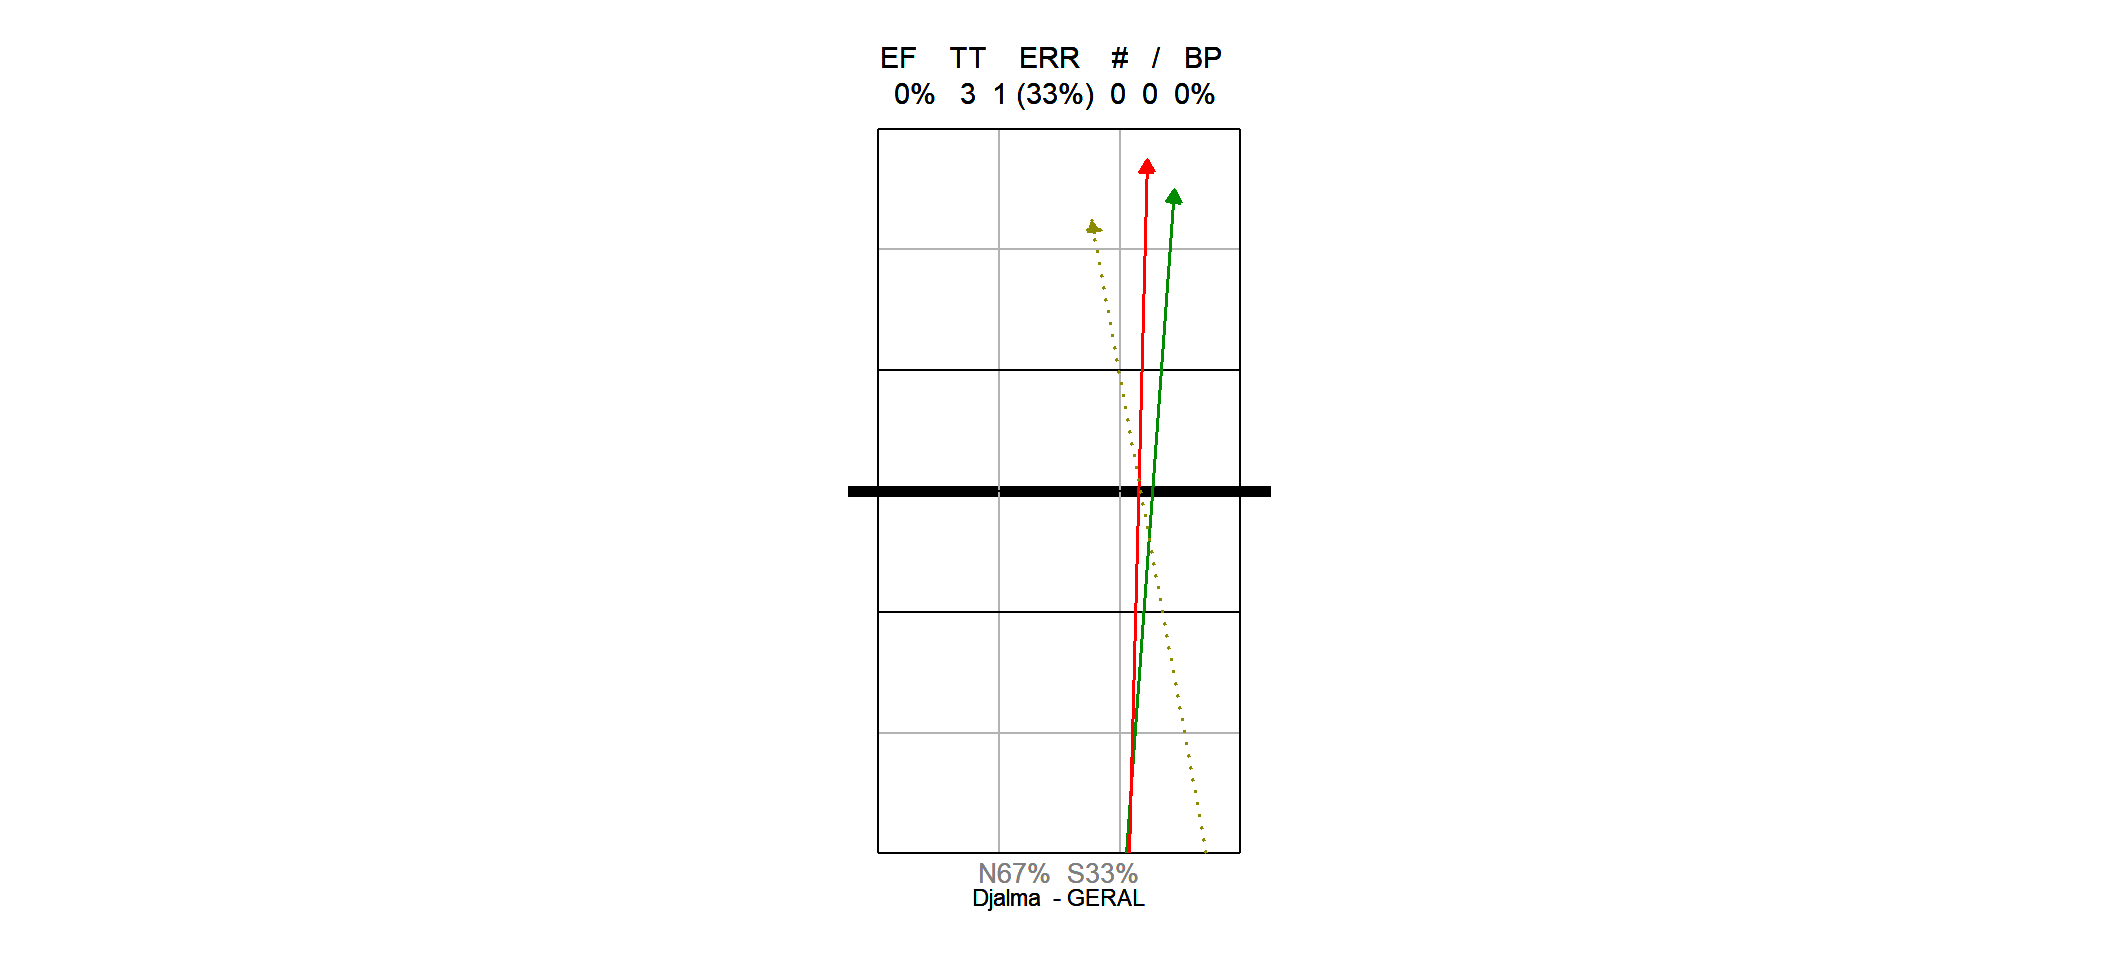 EF TT ERR # / BP
0% 3 1 (33%) 0 0 0%
N67% S33%
Djalma - GERAL